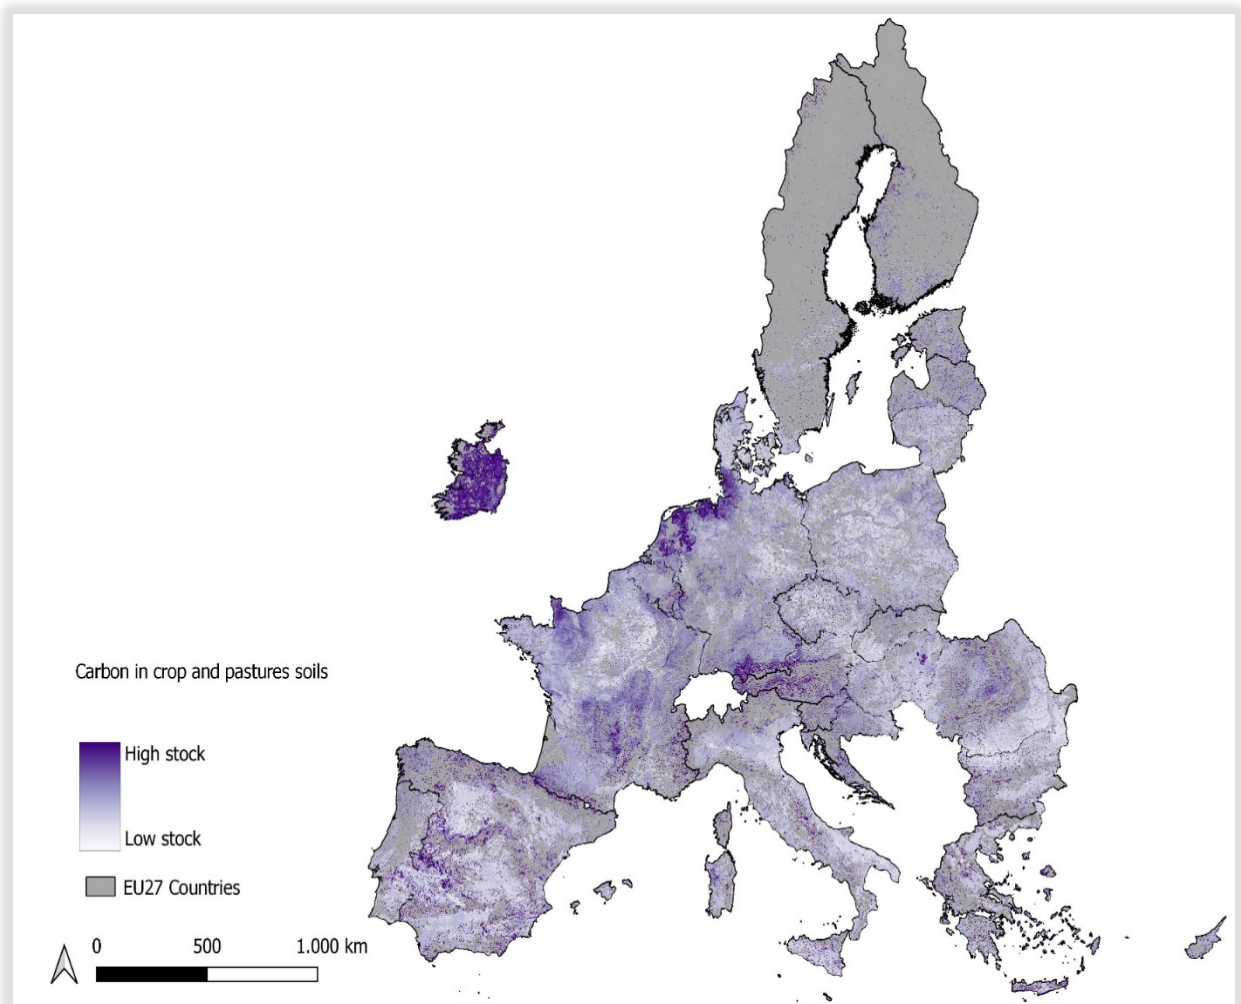 Carbon in crop and pastures soils
High stock
Low stock
EU27 Countries
0 500 1.000 km